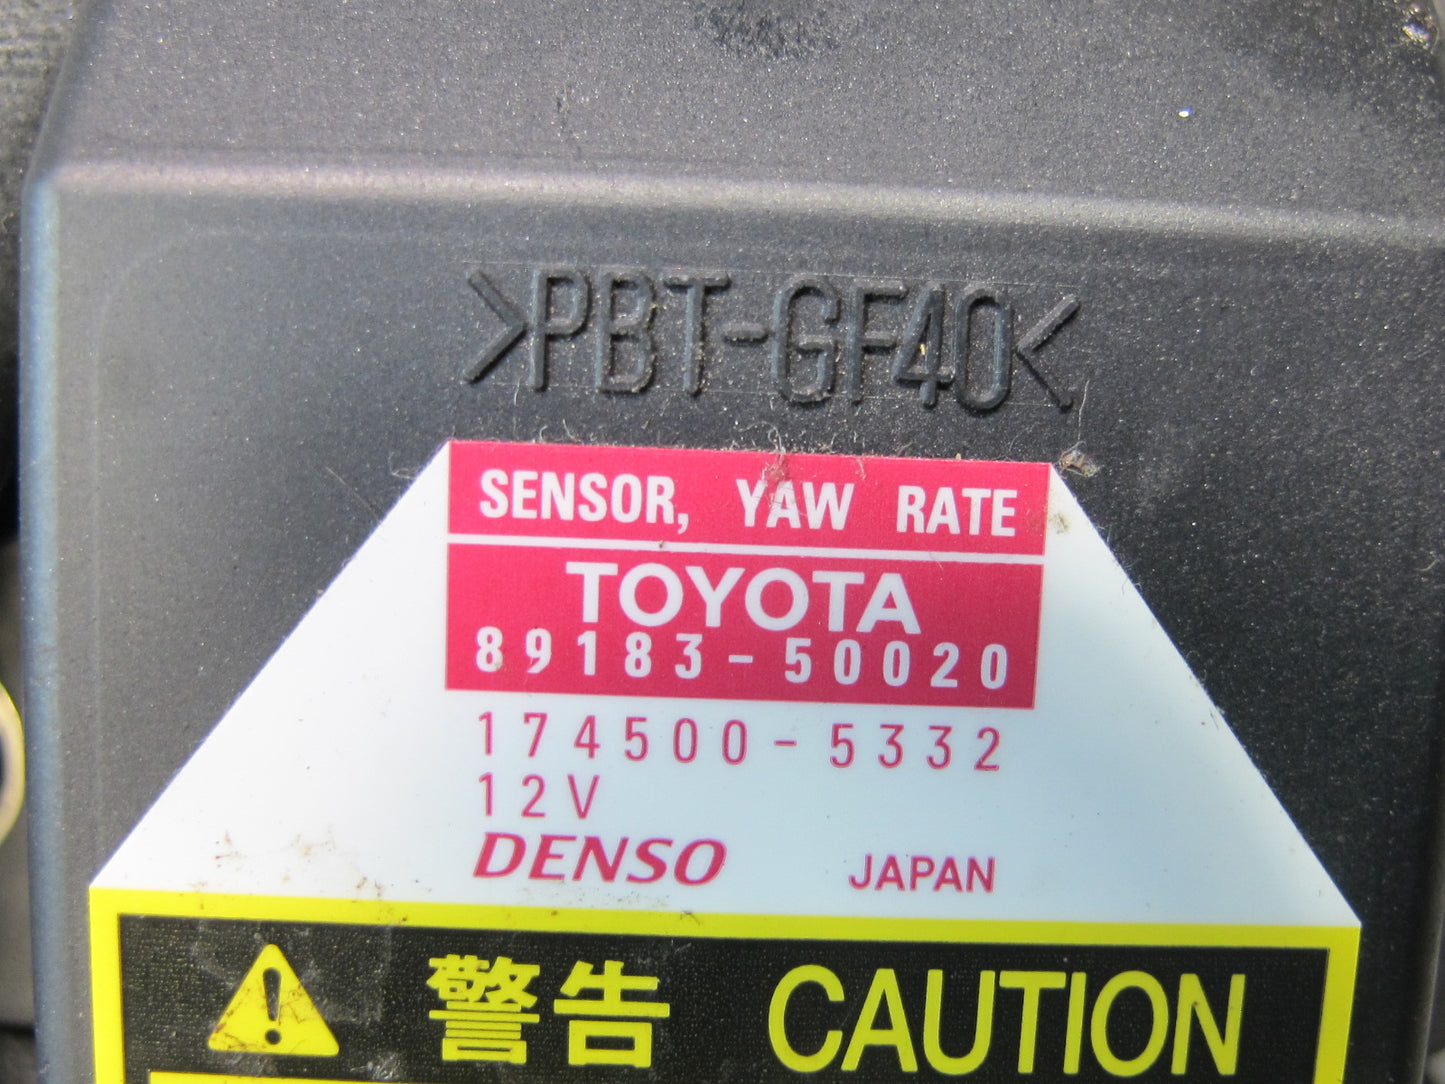 >PBT-GF40<
SENSOR, YAW RATE
TOYOTA
89183-50020
174500-5332
12V
DENSO JAPAN
警告 CAUTION